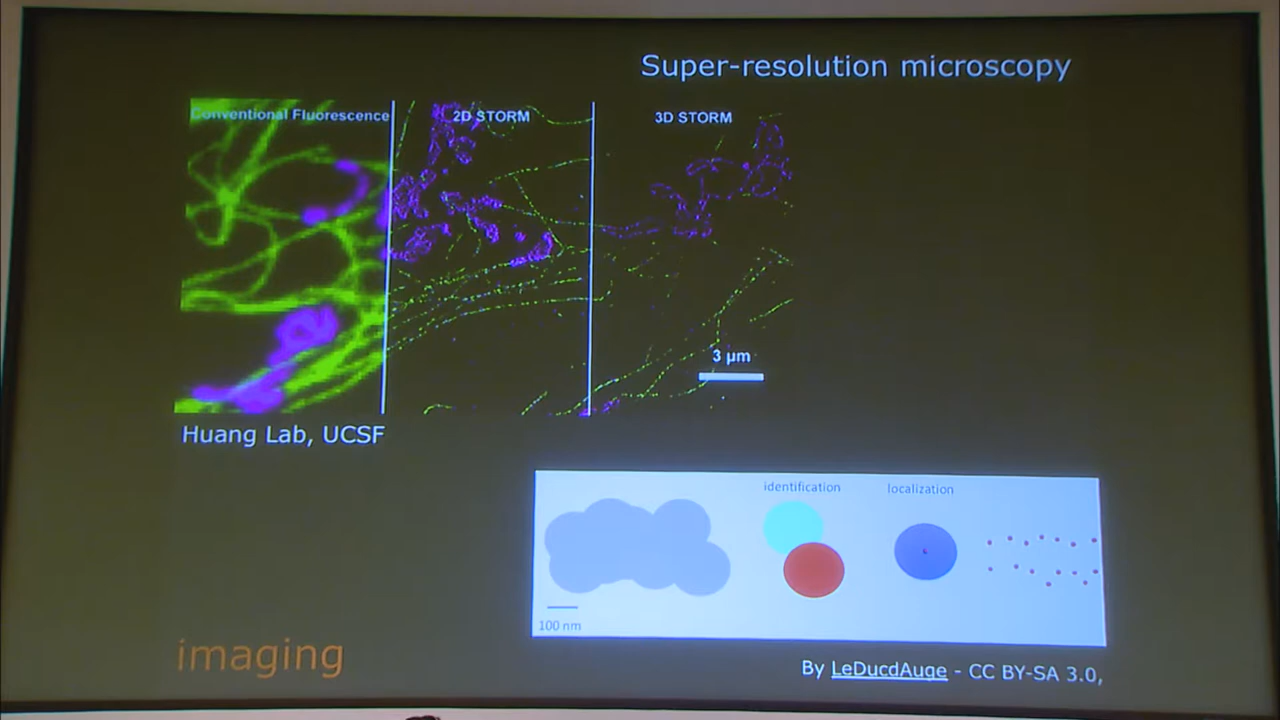 Super-resolution microscopy
Conventional Fluorescence
2D STORM
3D STORM
3 µm
Huang Lab, UCSF
identification
localization
100 nm
imaging
By LeDucdAuge - CC BY-SA 3.0,